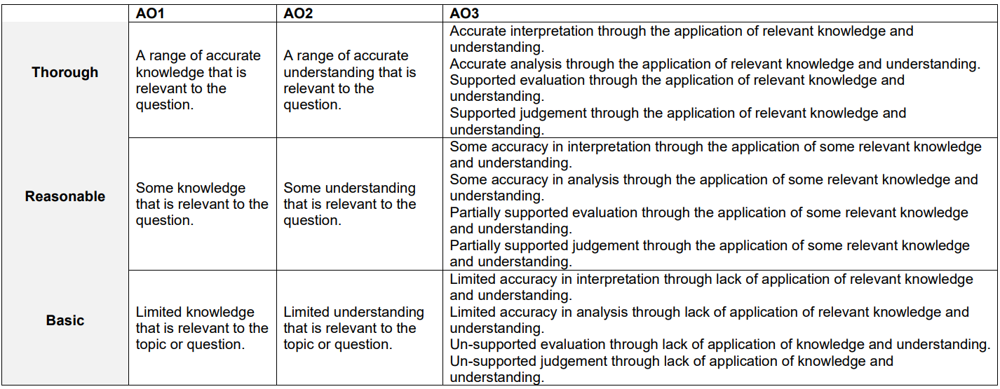 AO1 AO2 AO3
Thorough
A range of accurate
knowledge that is
relevant to the
question.
A range of accurate
understanding that is
relevant to the
question.
Accurate interpretation through the application of relevant knowledge and
understanding.
Accurate analysis through the application of relevant knowledge and understanding.
Supported evaluation through the application of relevant knowledge and
understanding.
Supported judgement through the application of relevant knowledge and
understanding.
Reasonable
Some knowledge
that is relevant to the
question.
Some understanding
that is relevant to the
question.
Some accuracy in interpretation through the application of some relevant knowledge
and understanding.
Some accuracy in analysis through the application of some relevant knowledge and
understanding.
Partially supported evaluation through the application of some relevant knowledge
and understanding.
Partially supported judgement through the application of some relevant knowledge
and understanding.
Basic
Limited knowledge
that is relevant to the
topic or question.
Limited understanding
that is relevant to the
topic or question.
Limited accuracy in interpretation through lack of application of relevant knowledge
and understanding.
Limited accuracy in analysis through lack of application of relevant knowledge and
understanding.
Un-supported evaluation through lack of application of knowledge and understanding.
Un-supported judgement through lack of application of knowledge and
understanding.